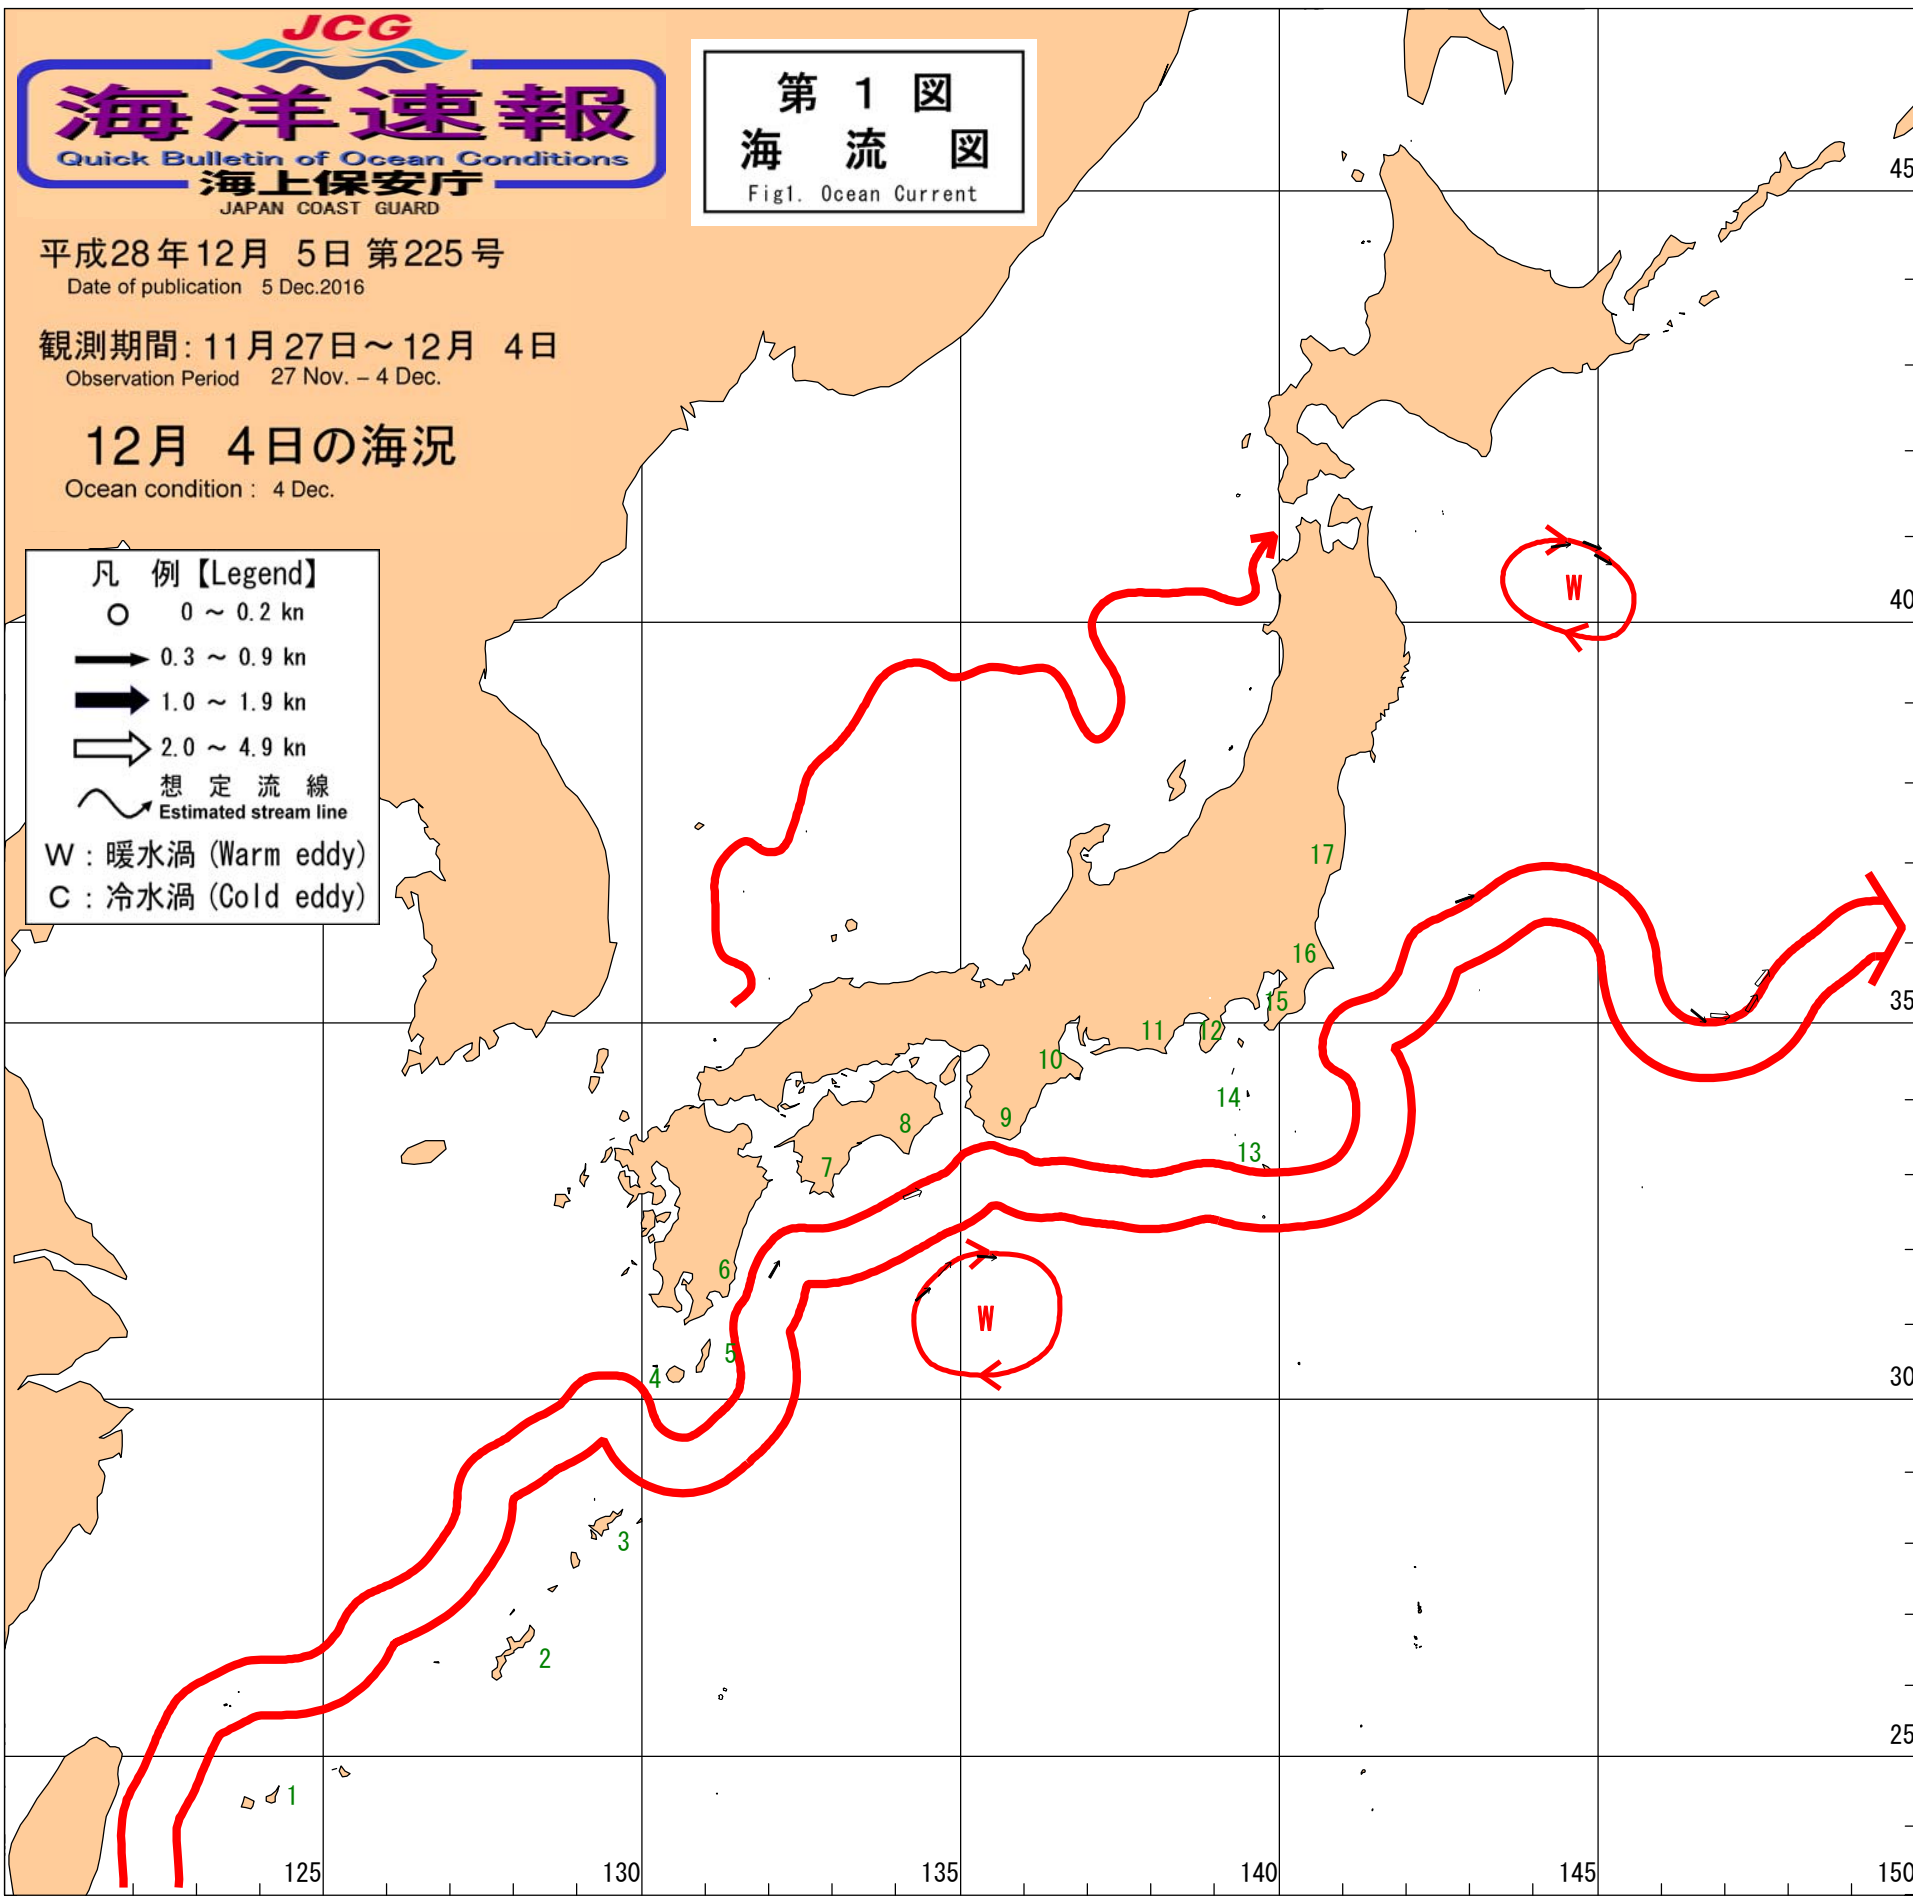 JCG
海洋速報
Quick Bulletin of Ocean Conditions
海上保安庁
JAPAN COAST GUARD
第 1 図
海 流 図
Fig1. Ocean Current
平成28年12月 5日 第225号
Date of publication 5 Dec.2016
観測期間: 11月27日～12月 4日
Observation Period 27 Nov. – 4 Dec.
12月 4日の海況
Ocean condition : 4 Dec.
凡 例【Legend】
0 ～ 0.2 kn
0.3 ～ 0.9 kn
1.0 ～ 1.9 kn
2.0 ～ 4.9 kn
想 定 流 線
Estimated stream line
W : 暖水渦 (Warm eddy)
C : 冷水渦 (Cold eddy)
45
40
35
30
25
W
W
17
16
15
12
11
10
14
13
9
8
7
6
5
4
3
2
1
125
130
135
140
145
150